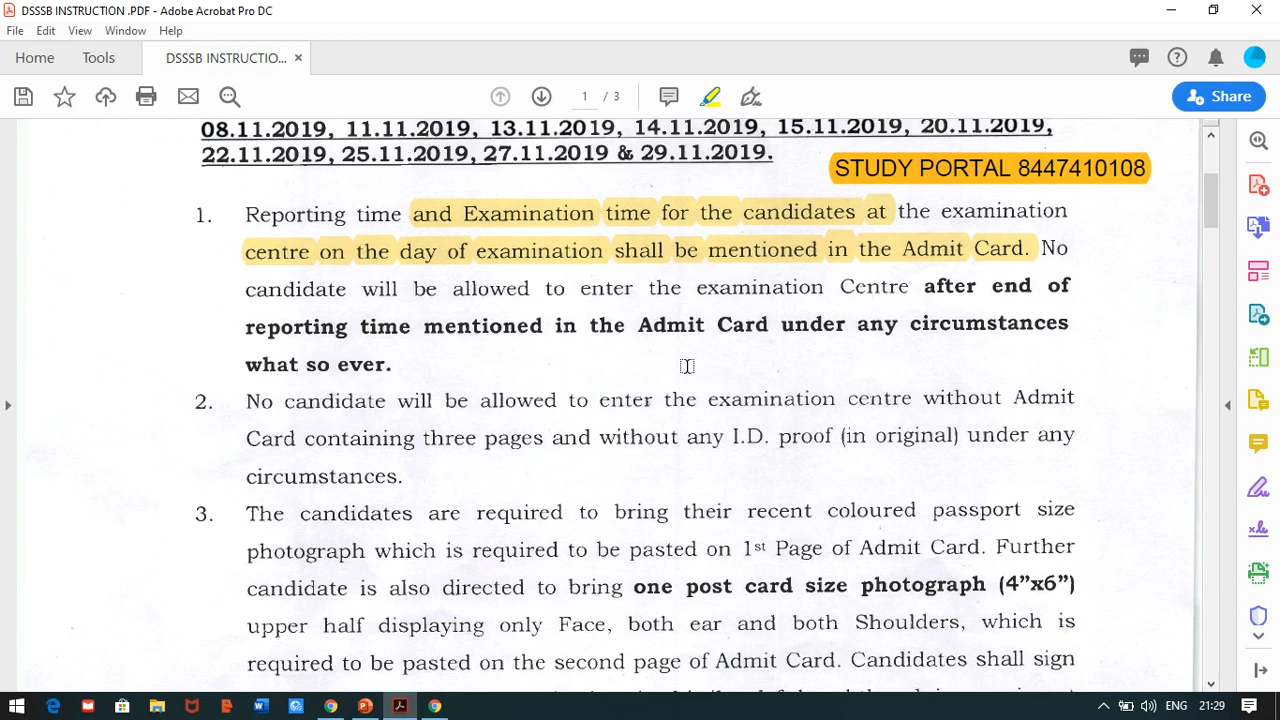 DSSSB INSTRUCTION .PDF - Adobe Acrobat Pro DC
File Edit View Window Help
Home Tools DSSSB INSTRUCTIO... ×
1 / 3
Share
08.11.2019, 11.11.2019, 13.11.2019, 14.11.2019, 15.11.2019, 20.11.2019,
22.11.2019, 25.11.2019, 27.11.2019 & 29.11.2019.
STUDY PORTAL 8447410108
1. Reporting time and Examination time for the candidates at the examination
centre on the day of examination shall be mentioned in the Admit Card. No
candidate will be allowed to enter the examination Centre after end of
reporting time mentioned in the Admit Card under any circumstances
what so ever.
2. No candidate will be allowed to enter the examination centre without Admit
Card containing three pages and without any I.D. proof (in original) under any
circumstances.
3. The candidates are required to bring their recent coloured passport size
photograph which is required to be pasted on 1st Page of Admit Card. Further
candidate is also directed to bring one post card size photograph (4”x6”)
upper half displaying only Face, both ear and both Shoulders, which is
required to be pasted on the second page of Admit Card. Candidates shall sign
ENG 21:29